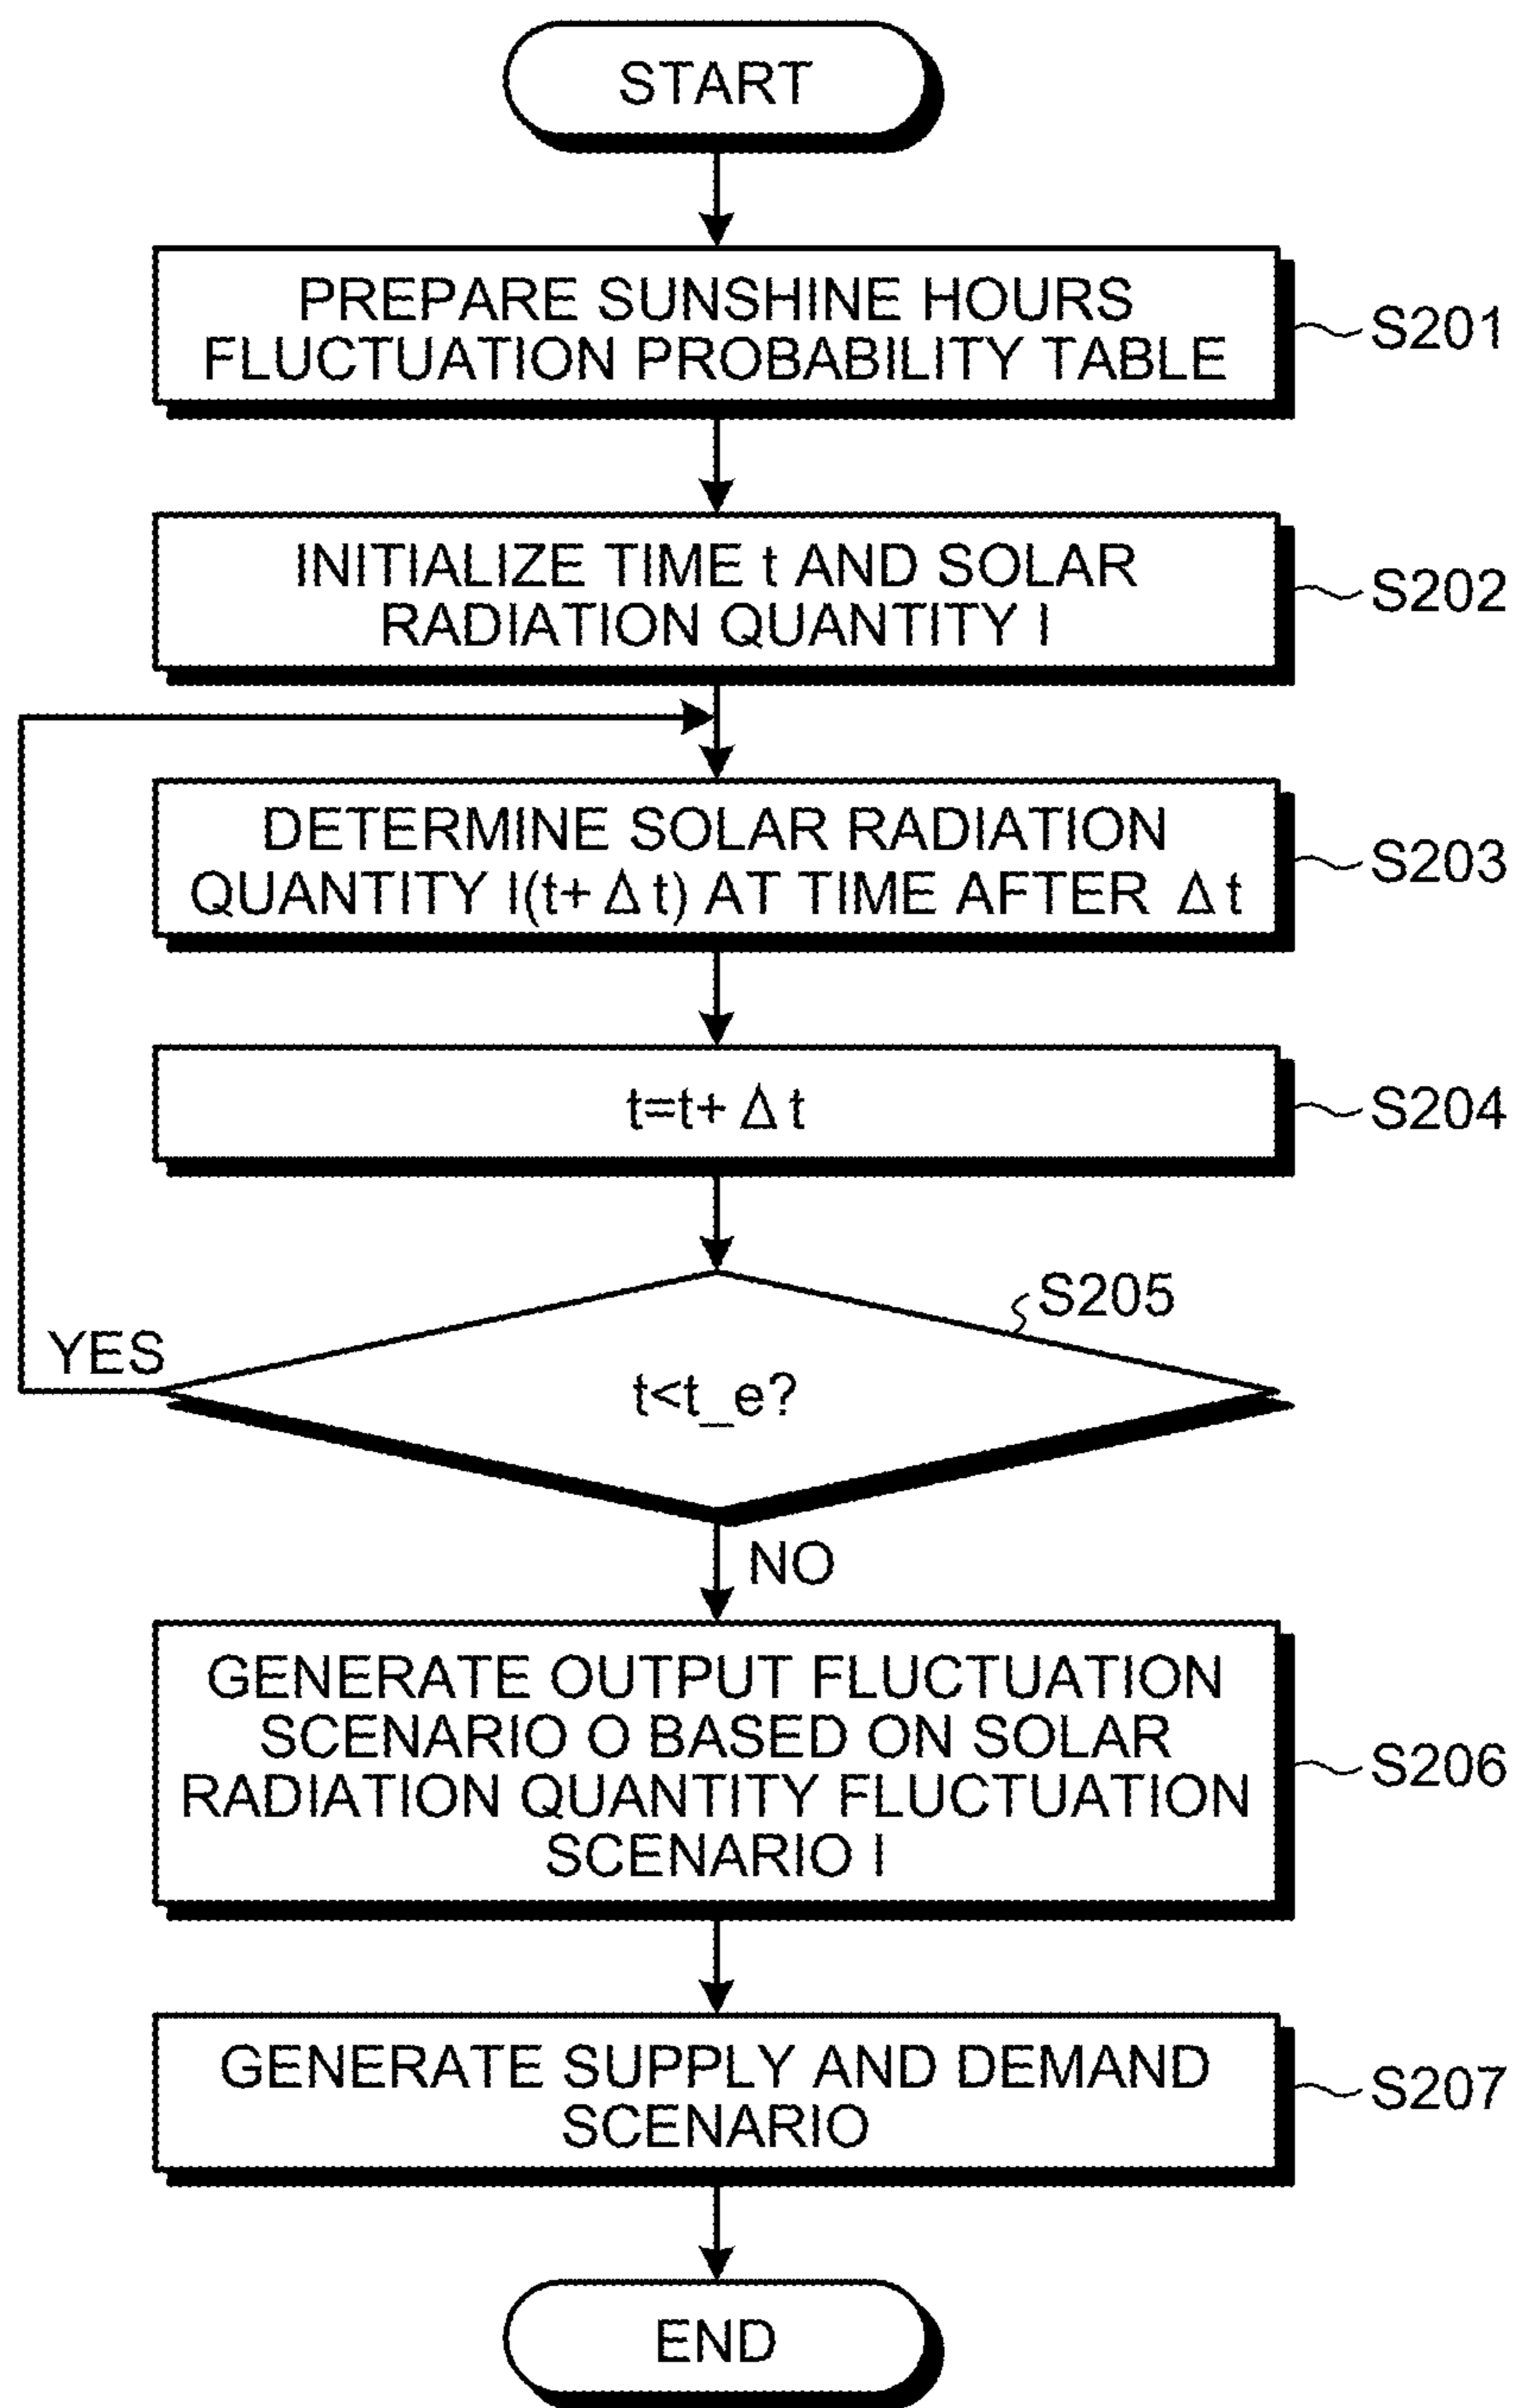 START
PREPARE SUNSHINE HOURS
FLUCTUATION PROBABILITY TABLE
S201
INITIALIZE TIME t AND SOLAR
RADIATION QUANTITY I
S202
DETERMINE SOLAR RADIATION
QUANTITY I(t+Δt) AT TIME AFTER Δt
S203
t=t+Δt
S204
S205
YES
t<t_e?
NO
GENERATE OUTPUT FLUCTUATION
SCENARIO O BASED ON SOLAR
RADIATION QUANTITY FLUCTUATION
SCENARIO I
S206
GENERATE SUPPLY AND DEMAND
SCENARIO
S207
END